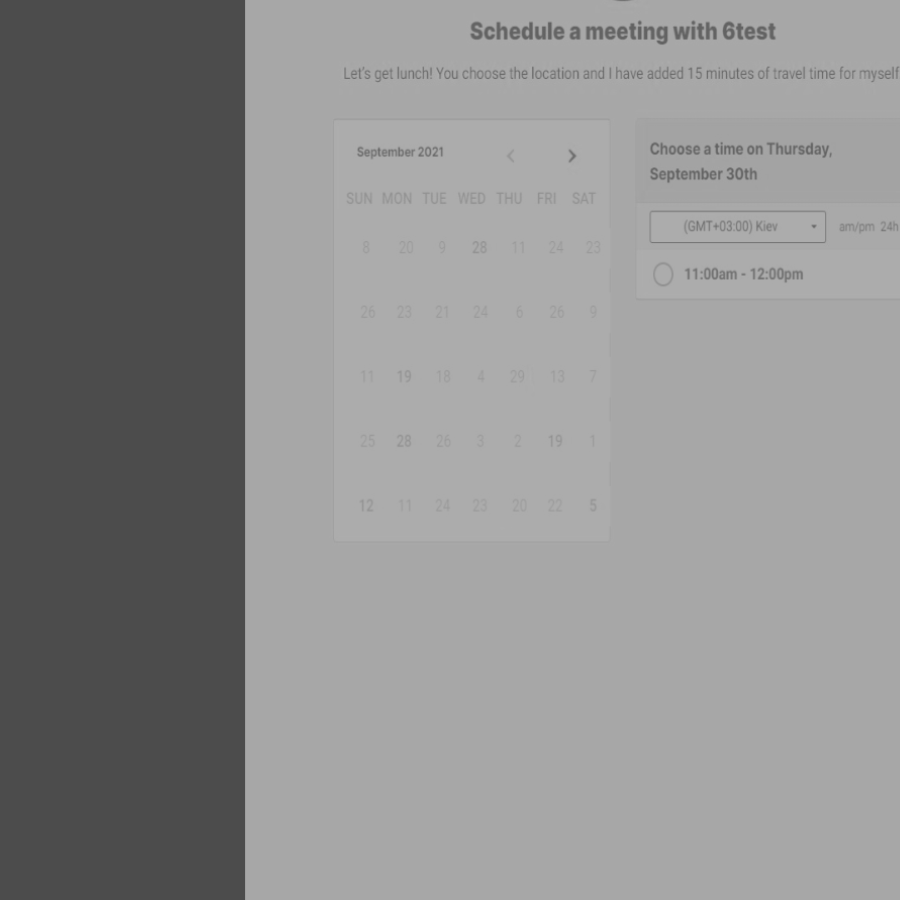 Schedule a meeting with 6test
Let's get lunch! You choose the location and I have added 15 minutes of travel time for myself
September 2021
SUN MON TUE WED THU FRI SAT
8 20 9 28 11 24 23
26 23 21 24 6 26 9
11 19 18 4 29 13 7
25 28 26 3 2 19 1
12 11 24 23 20 22 5
Choose a time on Thursday,
September 30th
(GMT+03:00) Kiev am/pm 24h
11:00am - 12:00pm